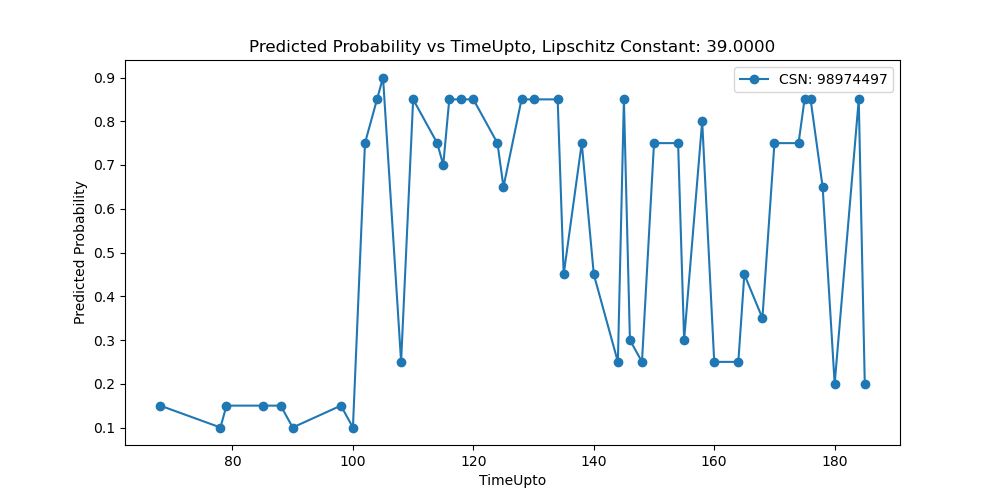 Predicted Probability vs TimeUpto, Lipschitz Constant: 39.0000
CSN: 98974497
Predicted Probability
0.9
0.8
0.7
0.6
0.5
0.4
0.3
0.2
0.1
80 100 120 140 160 180
TimeUpto